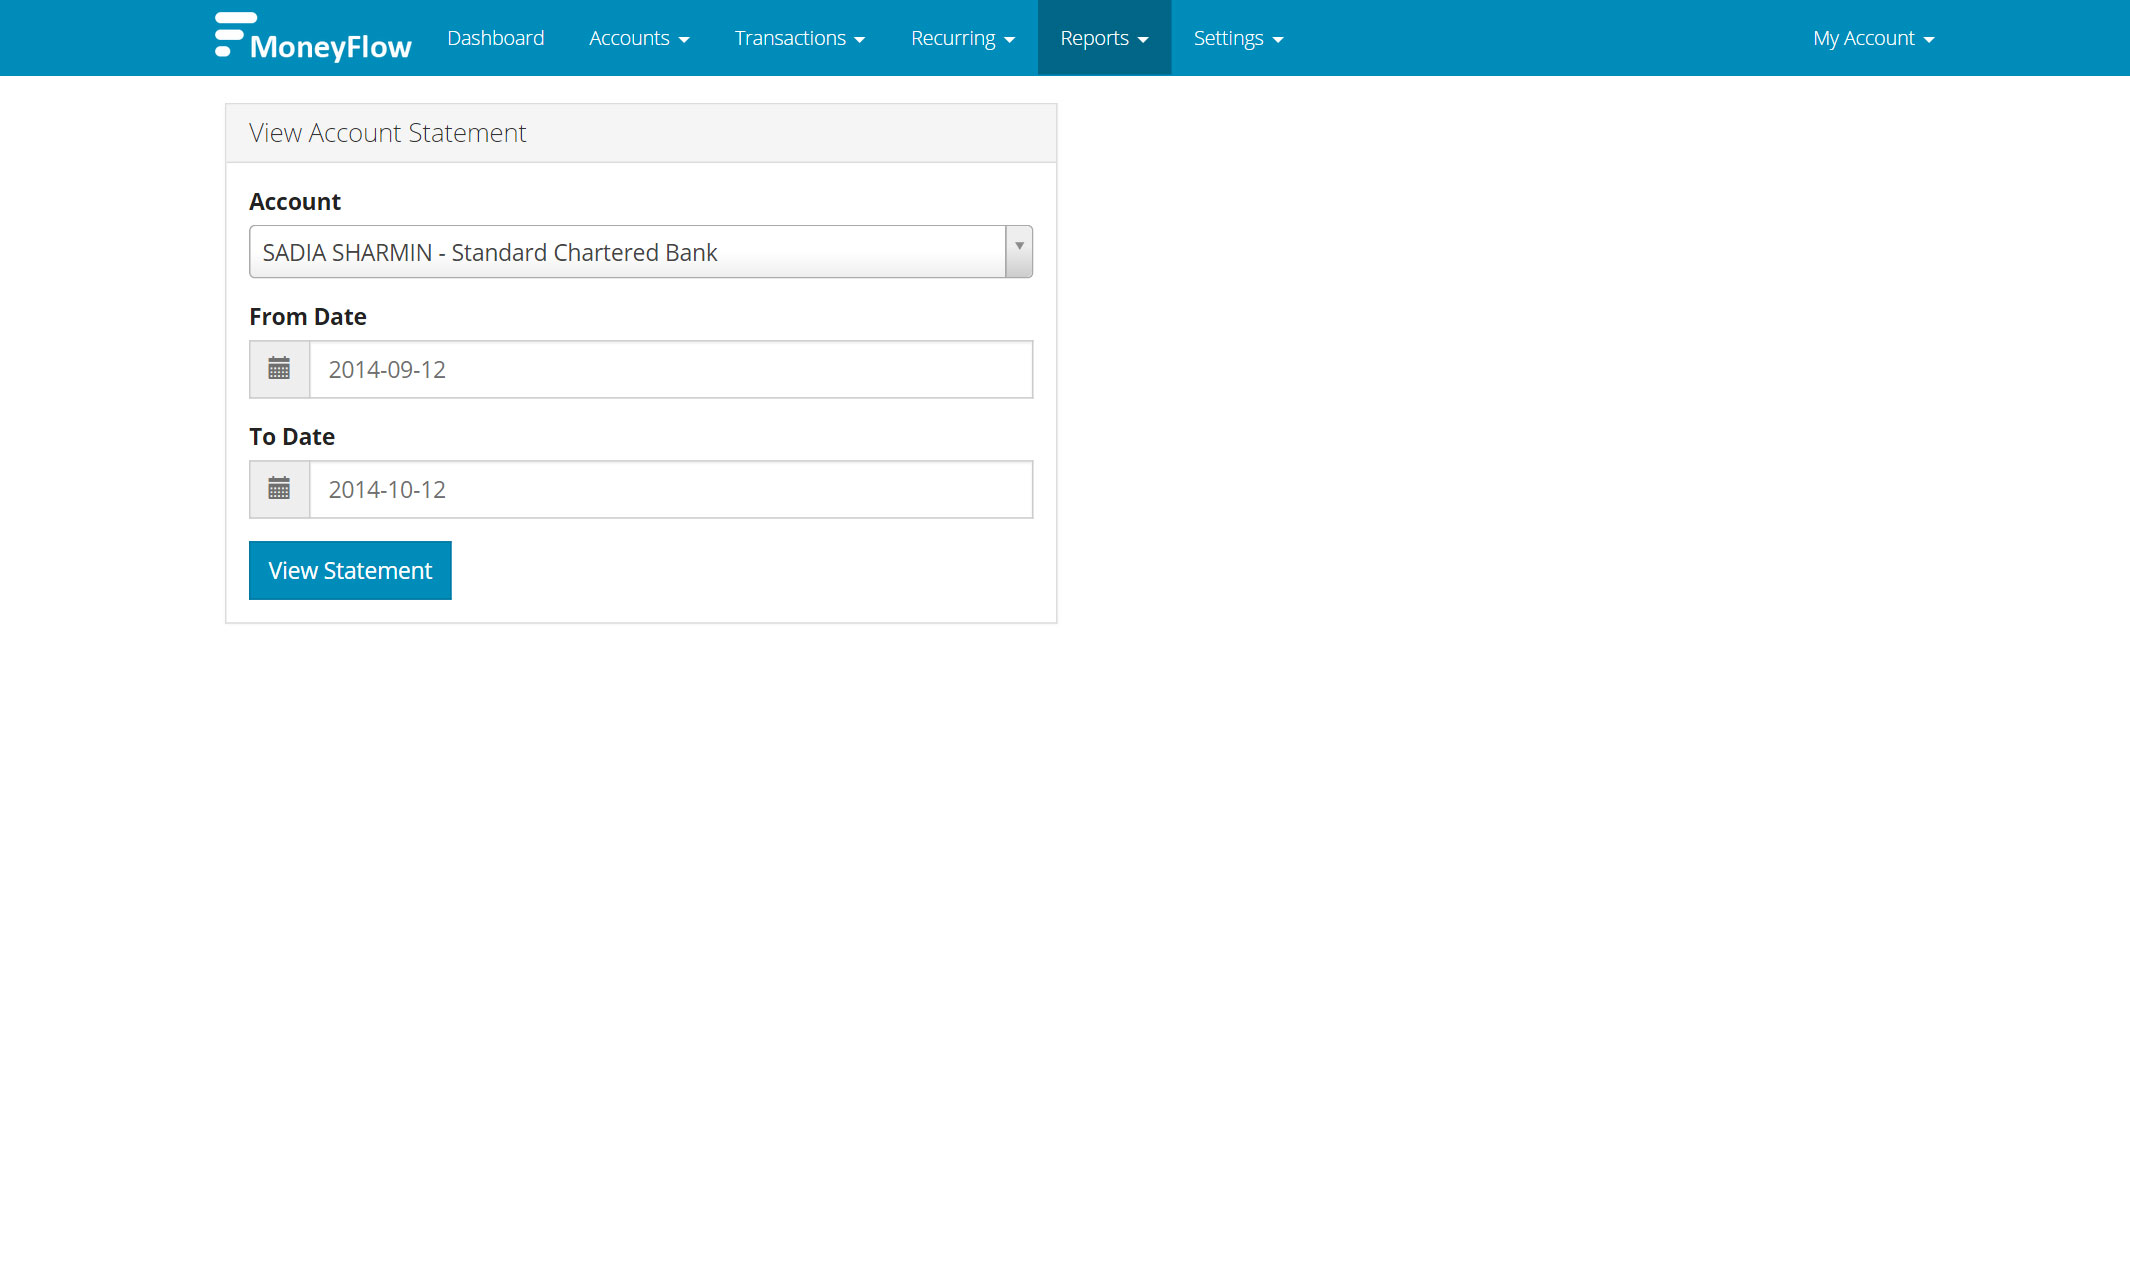 MoneyFlow Dashboard Accounts Transactions Recurring Reports Settings My Account
View Account Statement
Account
SADIA SHARMIN - Standard Chartered Bank
From Date
2014-09-12
To Date
2014-10-12
View Statement